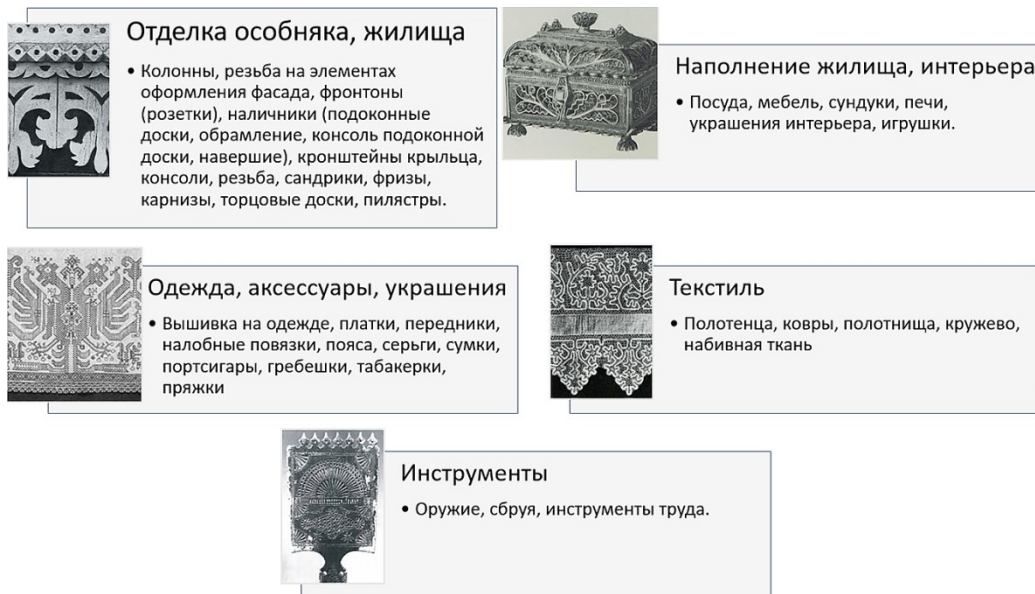 Отделка особняка, жилища
• Колонны, резьба на элементах
оформления фасада, фронтоны
(розетки), наличники (подоконные
доски, обрамление, консоль подоконной
доски, навершие), кронштейны крыльца,
консоли, резьба, сандрики, фризы,
карнизы, торцовые доски, пилястры.
Наполнение жилища, интерьера
• Посуда, мебель, сундуки, печи,
украшения интерьера, игрушки.
Одежда, аксессуары, украшения
• Вышивка на одежде, платки, передники,
налобные повязки, пояса, серьги, сумки,
портсигары, гребешки, табакерки,
пряжки
Текстиль
• Полотенца, ковры, полотнища, кружево,
набивная ткань
Инструменты
• Оружие, сбруя, инструменты труда.